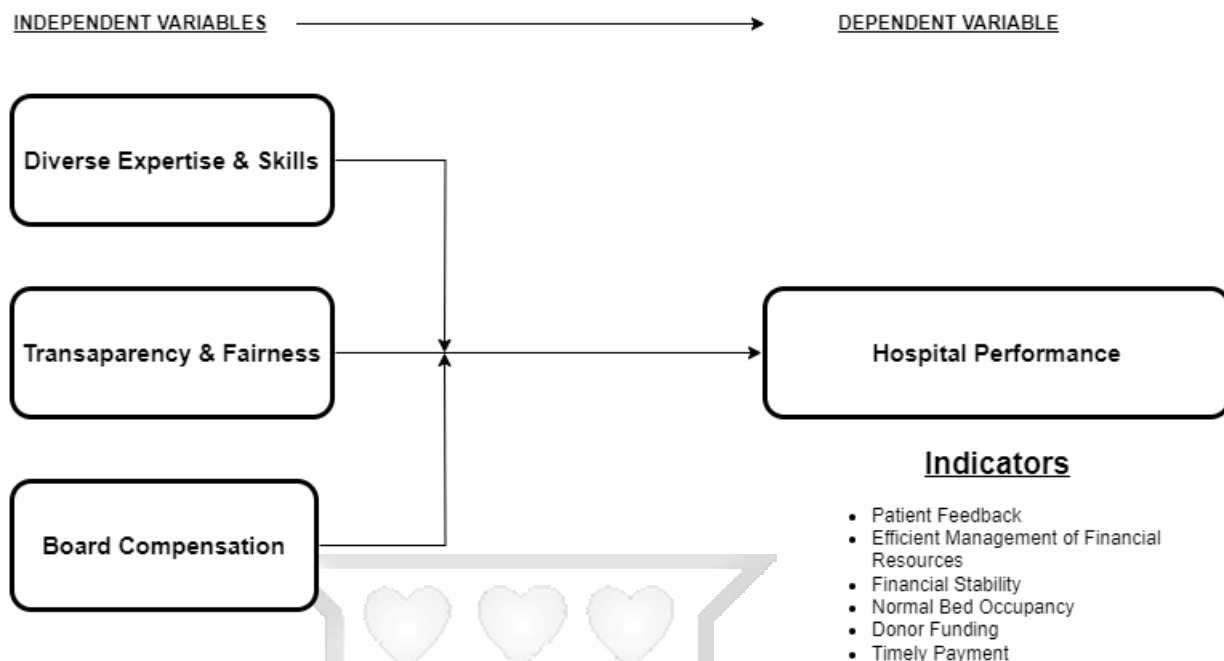 INDEPENDENT VARIABLES
DEPENDENT VARIABLE
Diverse Expertise & Skills
Transaparency & Fairness
Hospital Performance
Board Compensation
Indicators
• Patient Feedback
• Efficient Management of Financial
Resources
• Financial Stability
• Normal Bed Occupancy
• Donor Funding
• Timely Payment